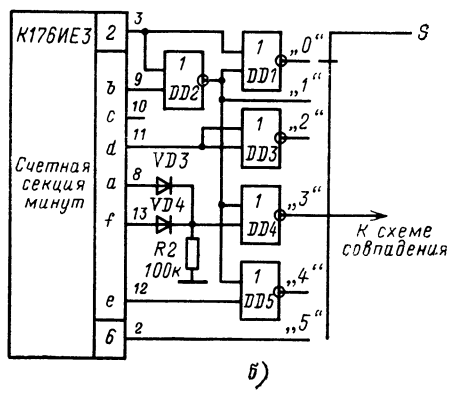 К176ИЕ3 2 3 1 DD1 „0“ S
1 DD2 „1“
b 9
c 10
d 11 1 DD3 „2“
Счетная секция минут
a 8 VD3
f 13 VD4 1 DD4 „3“
К схеме совпадения
R2 100к
e 12 1 DD5 „4“
6 2 „5“
б)